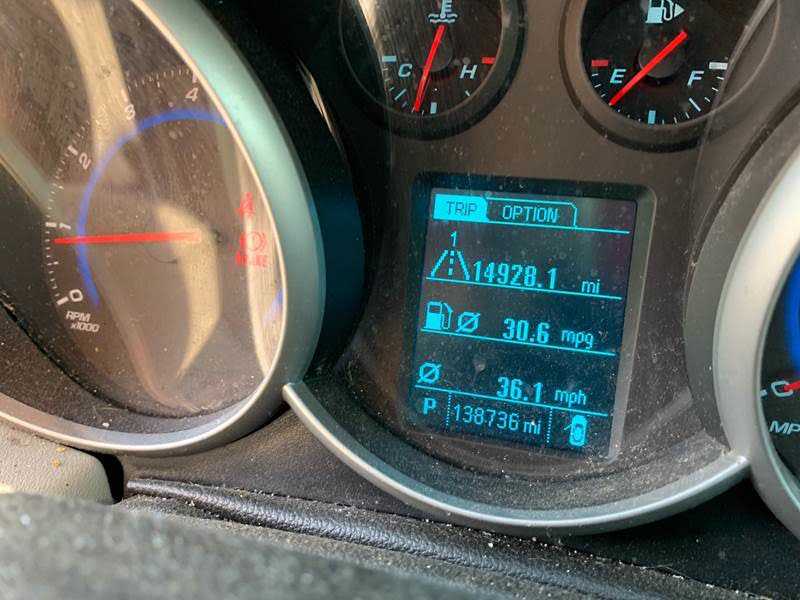 C H
E F
4
3
2
1
0
RPM
x1000
BRAKE
TRIP OPTION
1
14928.1 mi
30.6 mpg
36.1 mph
P 138736 mi